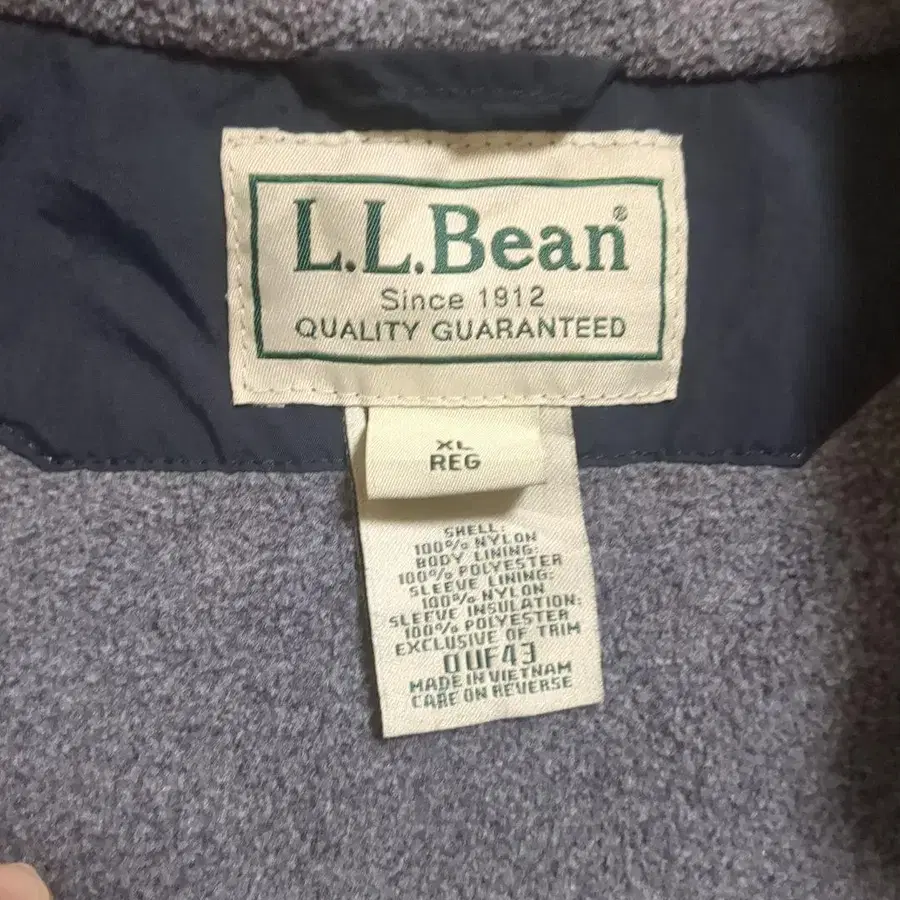 L.L.Bean®
Since 1912
QUALITY GUARANTEED
XL
REG
SHELL:
100% NYLON
BODY LINING:
100% POLYESTER
SLEEVE LINING:
100% NYLON
SLEEVE INSULATION:
100% POLYESTER
EXCLUSIVE OF TRIM
0UF43
MADE IN VIETNAM
CARE ON REVERSE